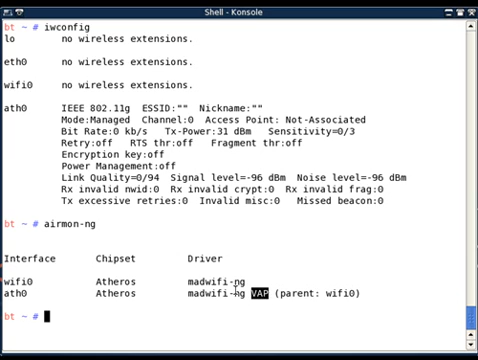 Shell - Konsole
bt ~ # iwconfig
lo        no wireless extensions.
eth0      no wireless extensions.
wifi0     no wireless extensions.
ath0      IEEE 802.11g  ESSID:""  Nickname:""
Mode:Managed  Channel:0  Access Point: Not-Associated
Bit Rate:0 kb/s   Tx-Power:31 dBm   Sensitivity=0/3
Retry:off   RTS thr:off   Fragment thr:off
Encryption key:off
Power Management:off
Link Quality=0/94  Signal level=-96 dBm  Noise level=-96 dBm
Rx invalid nwid:0  Rx invalid crypt:0  Rx invalid frag:0
Tx excessive retries:0  Invalid misc:0   Missed beacon:0
bt ~ # airmon-ng
Interface       Chipset         Driver
wifi0           Atheros         madwifi-ng
ath0            Atheros         madwifi-ng VAP (parent: wifi0)
bt ~ #